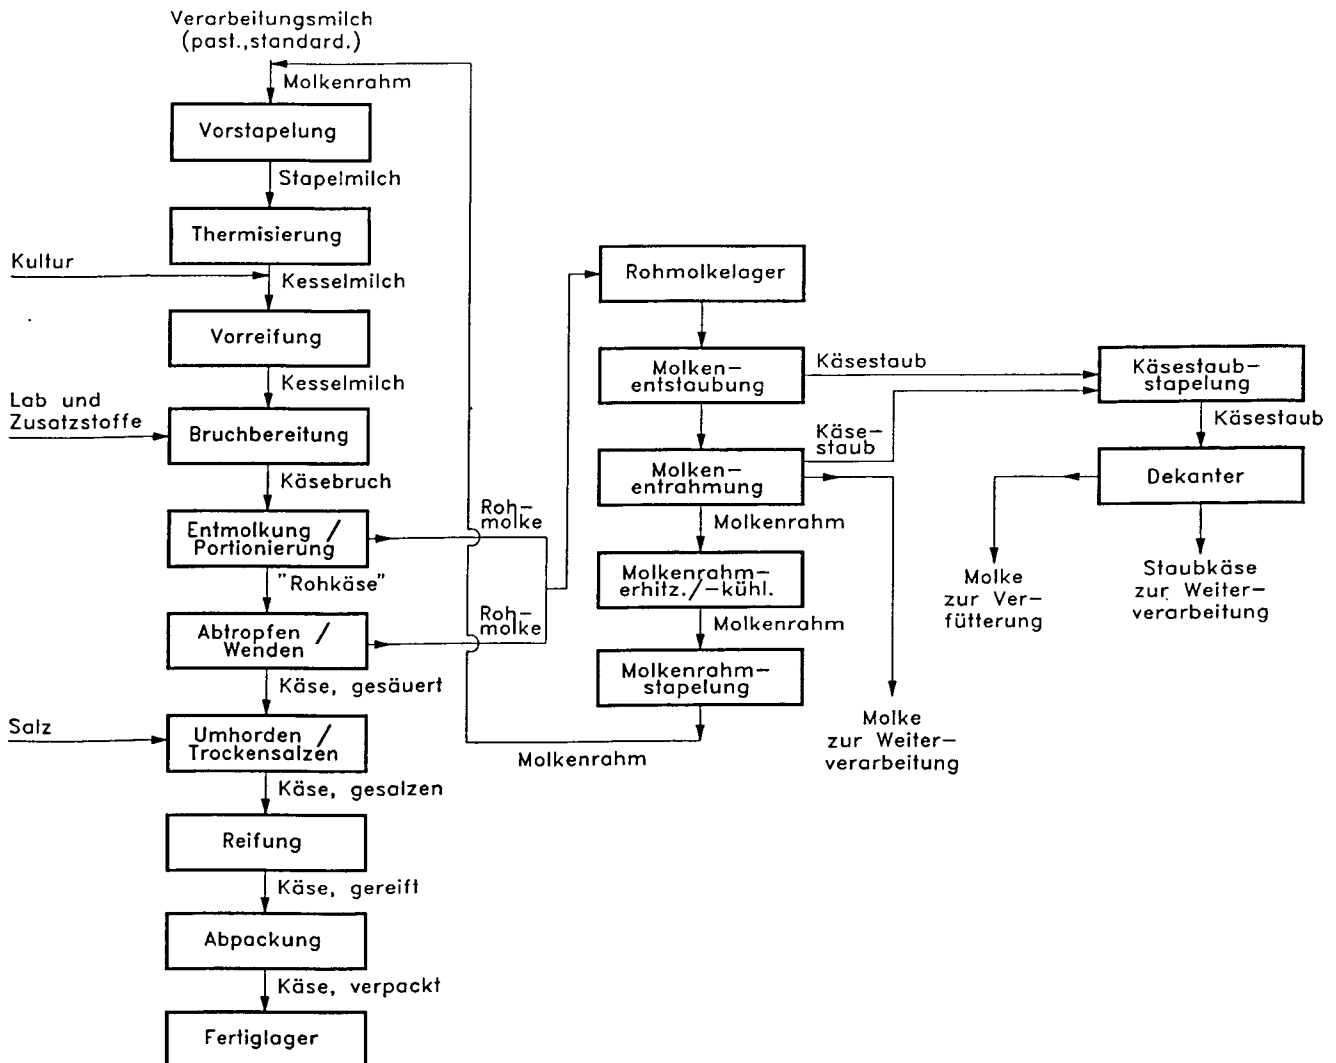 Verarbeitungsmilch
(past.,standard.)
Molkenrahm
Vorstapelung
Stapelmilch
Thermisierung
Kultur
Kesselmilch
Vorreifung
Kesselmilch
Lab und
Zusatzstoffe
Bruchbereitung
Käsebruch
Entmolkung /
Portionierung
Roh-
molke
"Rohkäse"
Abtropfen /
Wenden
Roh-
molke
Käse, gesäuert
Salz
Umhorden /
Trockensalzen
Käse, gesalzen
Reifung
Käse, gereift
Abpackung
Käse, verpackt
Fertiglager
Rohmolkelager
Molken-
entstaubung
Käsestaub
Molken-
entrahmung
Käse-
staub
Molkenrahm
Molkenrahm-
erhitz./-kühl.
Molkenrahm
Molkenrahm-
stapelung
Molkenrahm
Molke
zur Weiter-
verarbeitung
Käsestaub-
stapelung
Käsestaub
Dekanter
Molke
zur Ver-
fütterung
Staubkäse
zur Weiter-
verarbeitung